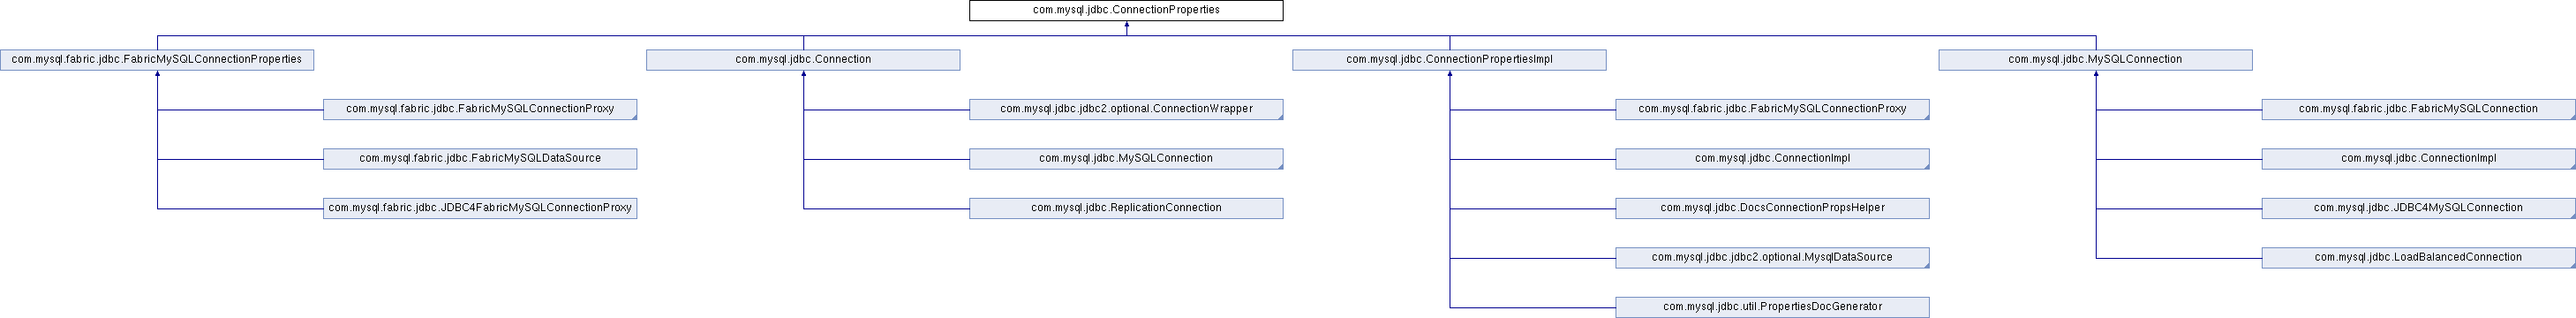 com.mysql.jdbc.ConnectionProperties
com.mysql.fabric.jdbc.FabricMySQLConnectionProperties
com.mysql.jdbc.Connection
com.mysql.jdbc.ConnectionPropertiesImpl
com.mysql.jdbc.MySQLConnection
com.mysql.fabric.jdbc.FabricMySQLConnectionProxy
com.mysql.jdbc.jdbc2.optional.ConnectionWrapper
com.mysql.fabric.jdbc.FabricMySQLConnectionProxy
com.mysql.fabric.jdbc.FabricMySQLConnection
com.mysql.fabric.jdbc.FabricMySQLDataSource
com.mysql.jdbc.MySQLConnection
com.mysql.jdbc.ConnectionImpl
com.mysql.jdbc.ConnectionImpl
com.mysql.fabric.jdbc.JDBC4FabricMySQLConnectionProxy
com.mysql.jdbc.ReplicationConnection
com.mysql.jdbc.DocsConnectionPropsHelper
com.mysql.jdbc.JDBC4MySQLConnection
com.mysql.jdbc.jdbc2.optional.MysqlDataSource
com.mysql.jdbc.LoadBalancedConnection
com.mysql.jdbc.util.PropertiesDocGenerator